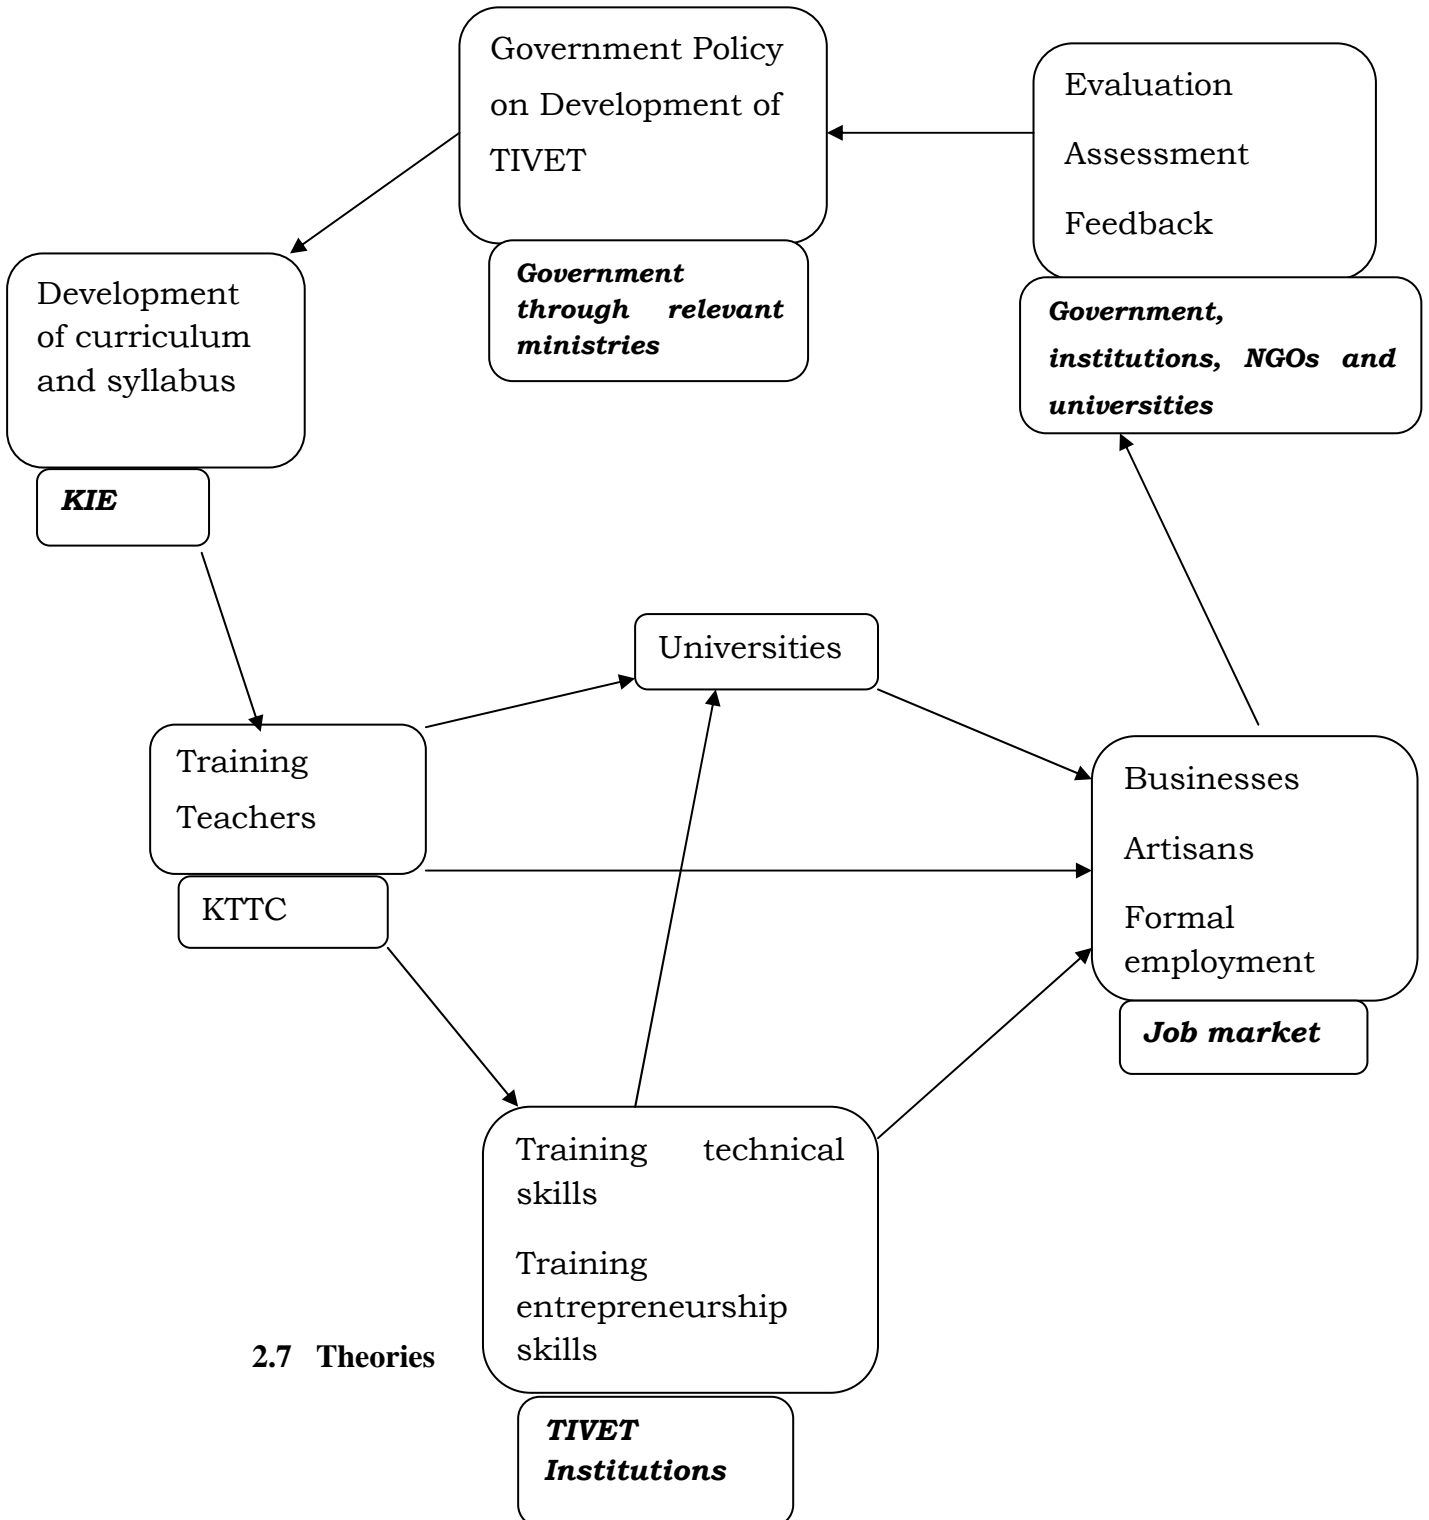 Government Policy
on Development of
TIVET
Government
through relevant
ministries
Evaluation
Assessment
Feedback
Government,
institutions, NGOs and
universities
Development
of curriculum
and syllabus
KIE
Universities
Training
Teachers
KTTC
Businesses
Artisans
Formal
employment
Job market
Training technical
skills
Training
entrepreneurship
skills
2.7 Theories
TIVET
Institutions